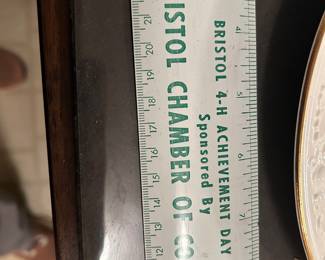 4 5 6 7
BRISTOL 4-H ACHIEVEMENT DAY
Sponsored By
ISTOL CHAMBER OF CO
21 20 19 18 17 16 15 14 13 12